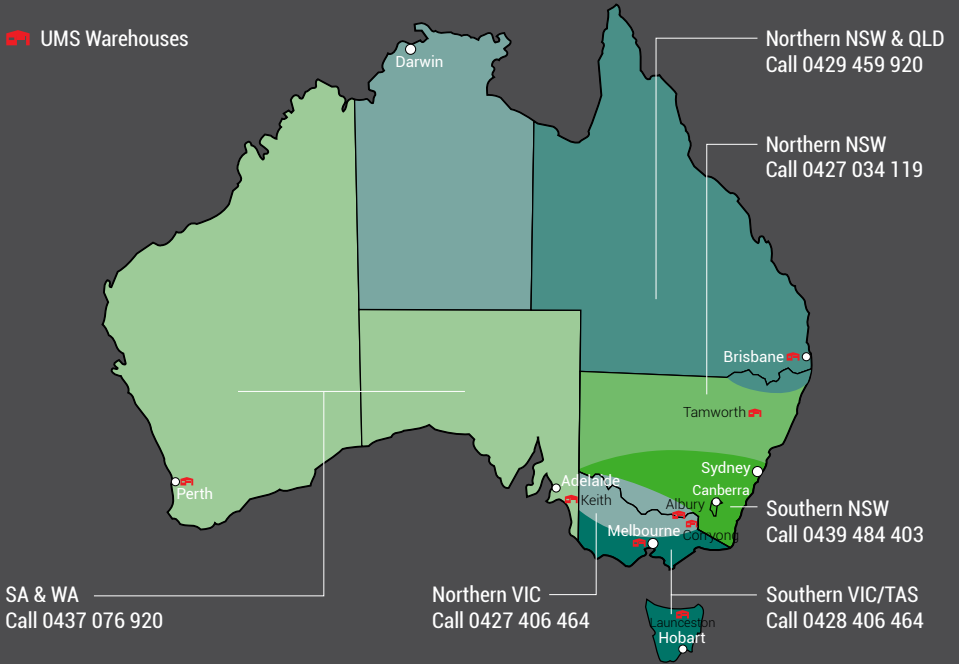 UMS Warehouses
Darwin
Northern NSW & QLD
Call 0429 459 920
Northern NSW
Call 0427 034 119
Brisbane
Tamworth
Sydney
Canberra
Perth
Adelaide
Keith
Albury
Melbourne
Corryong
Southern NSW
Call 0439 484 403
SA & WA
Call 0437 076 920
Northern VIC
Call 0427 406 464
Southern VIC/TAS
Call 0428 406 464
Launceston
Hobart